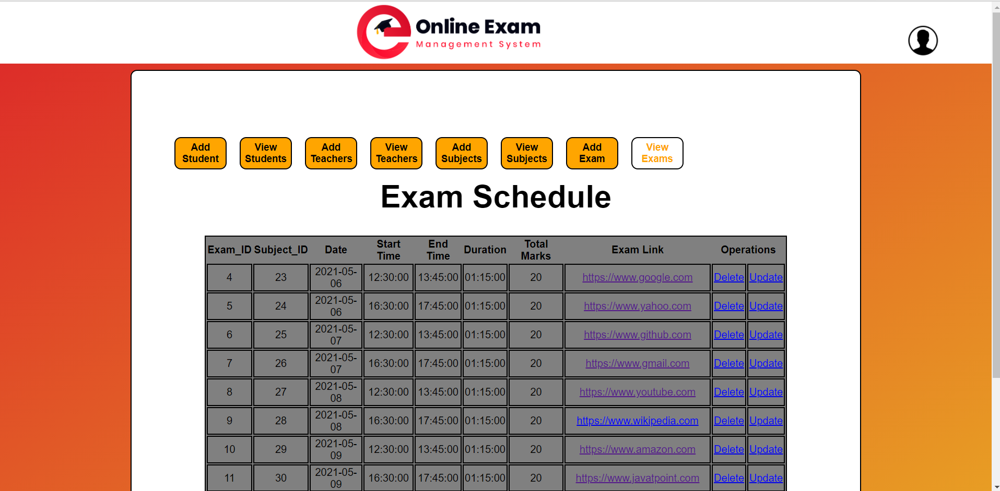 Online Exam
Management System
Add Student
View Students
Add Teachers
View Teachers
Add Subjects
View Subjects
Add Exam
View Exams
Exam Schedule
Exam_ID Subject_ID Date Start Time End Time Duration Total Marks Exam Link Operations
4 23 2021-05-06 12:30:00 13:45:00 01:15:00 20 https://www.google.com Delete Update
5 24 2021-05-06 16:30:00 17:45:00 01:15:00 20 https://www.yahoo.com Delete Update
6 25 2021-05-07 12:30:00 13:45:00 01:15:00 20 https://www.github.com Delete Update
7 26 2021-05-07 16:30:00 17:45:00 01:15:00 20 https://www.gmail.com Delete Update
8 27 2021-05-08 12:30:00 13:45:00 01:15:00 20 https://www.youtube.com Delete Update
9 28 2021-05-08 16:30:00 17:45:00 01:15:00 20 https://www.wikipedia.com Delete Update
10 29 2021-05-09 12:30:00 13:45:00 01:15:00 20 https://www.amazon.com Delete Update
11 30 2021-05-09 16:30:00 17:45:00 01:15:00 20 https://www.javatpoint.com Delete Update